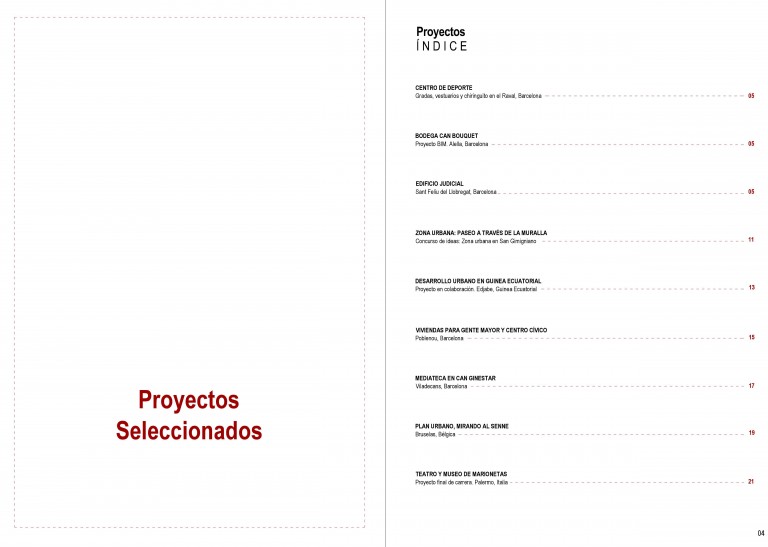 Proyectos
Seleccionados
Proyectos
ÍNDICE
CENTRO DE DEPORTE
Gradas, vestuarios y chiringuito en el Raval, Barcelona 05
BODEGA CAN BOUQUET
Proyecto BIM. Alella, Barcelona 05
EDIFICIO JUDICIAL
Sant Feliu del Llobregat, Barcelona 05
ZONA URBANA: PASEO A TRAVÉS DE LA MURALLA
Concurso de ideas: Zona urbana en San Gimigniano 11
DESARROLLO URBANO EN GUINEA ECUATORIAL
Proyecto en colaboración. Edjabe, Guinea Ecuatorial 13
VIVIENDAS PARA GENTE MAYOR Y CENTRO CÍVICO
Poblenou, Barcelona 15
MEDIATECA EN CAN GINESTAR
Viladecans, Barcelona 17
PLAN URBANO, MIRANDO AL SENNE
Bruselas, Bélgica 19
TEATRO Y MUSEO DE MARIONETAS
Proyecto final de carrera. Palermo, Italia 21
04